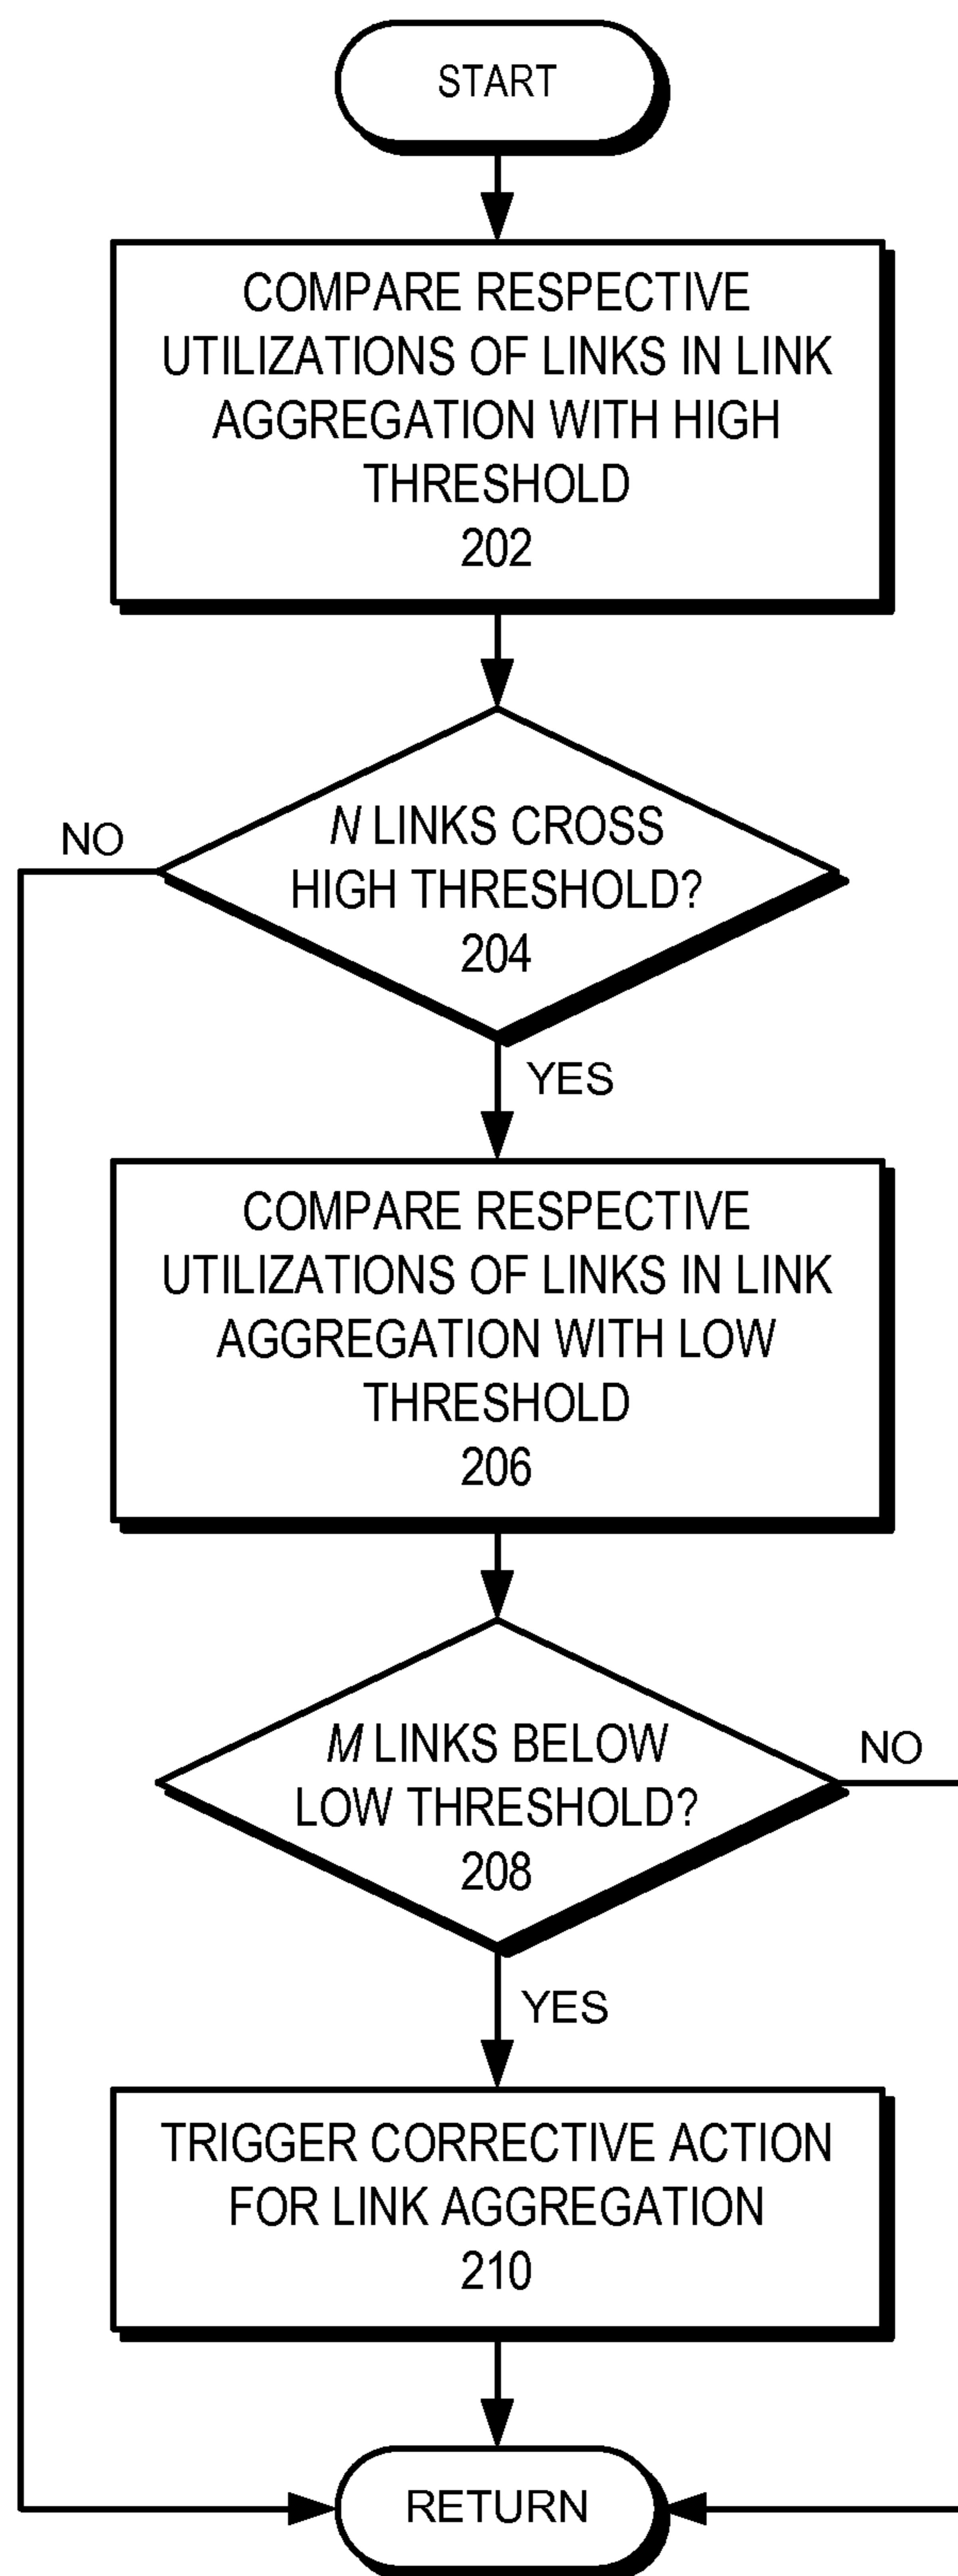 START
COMPARE RESPECTIVE
UTILIZATIONS OF LINKS IN LINK
AGGREGATION WITH HIGH
THRESHOLD
202
N LINKS CROSS
HIGH THRESHOLD?
204
NO
YES
COMPARE RESPECTIVE
UTILIZATIONS OF LINKS IN LINK
AGGREGATION WITH LOW
THRESHOLD
206
M LINKS BELOW
LOW THRESHOLD?
208
NO
YES
TRIGGER CORRECTIVE ACTION
FOR LINK AGGREGATION
210
RETURN